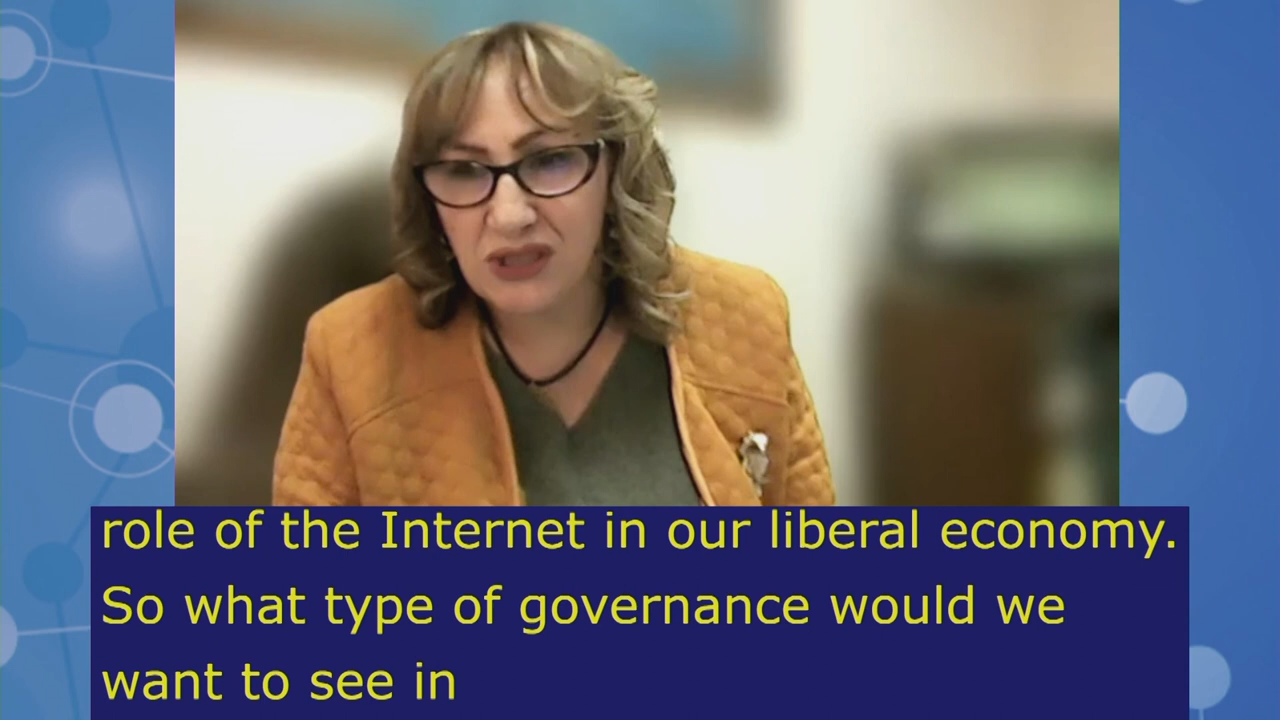 role of the Internet in our liberal economy.
So what type of governance would we
want to see in